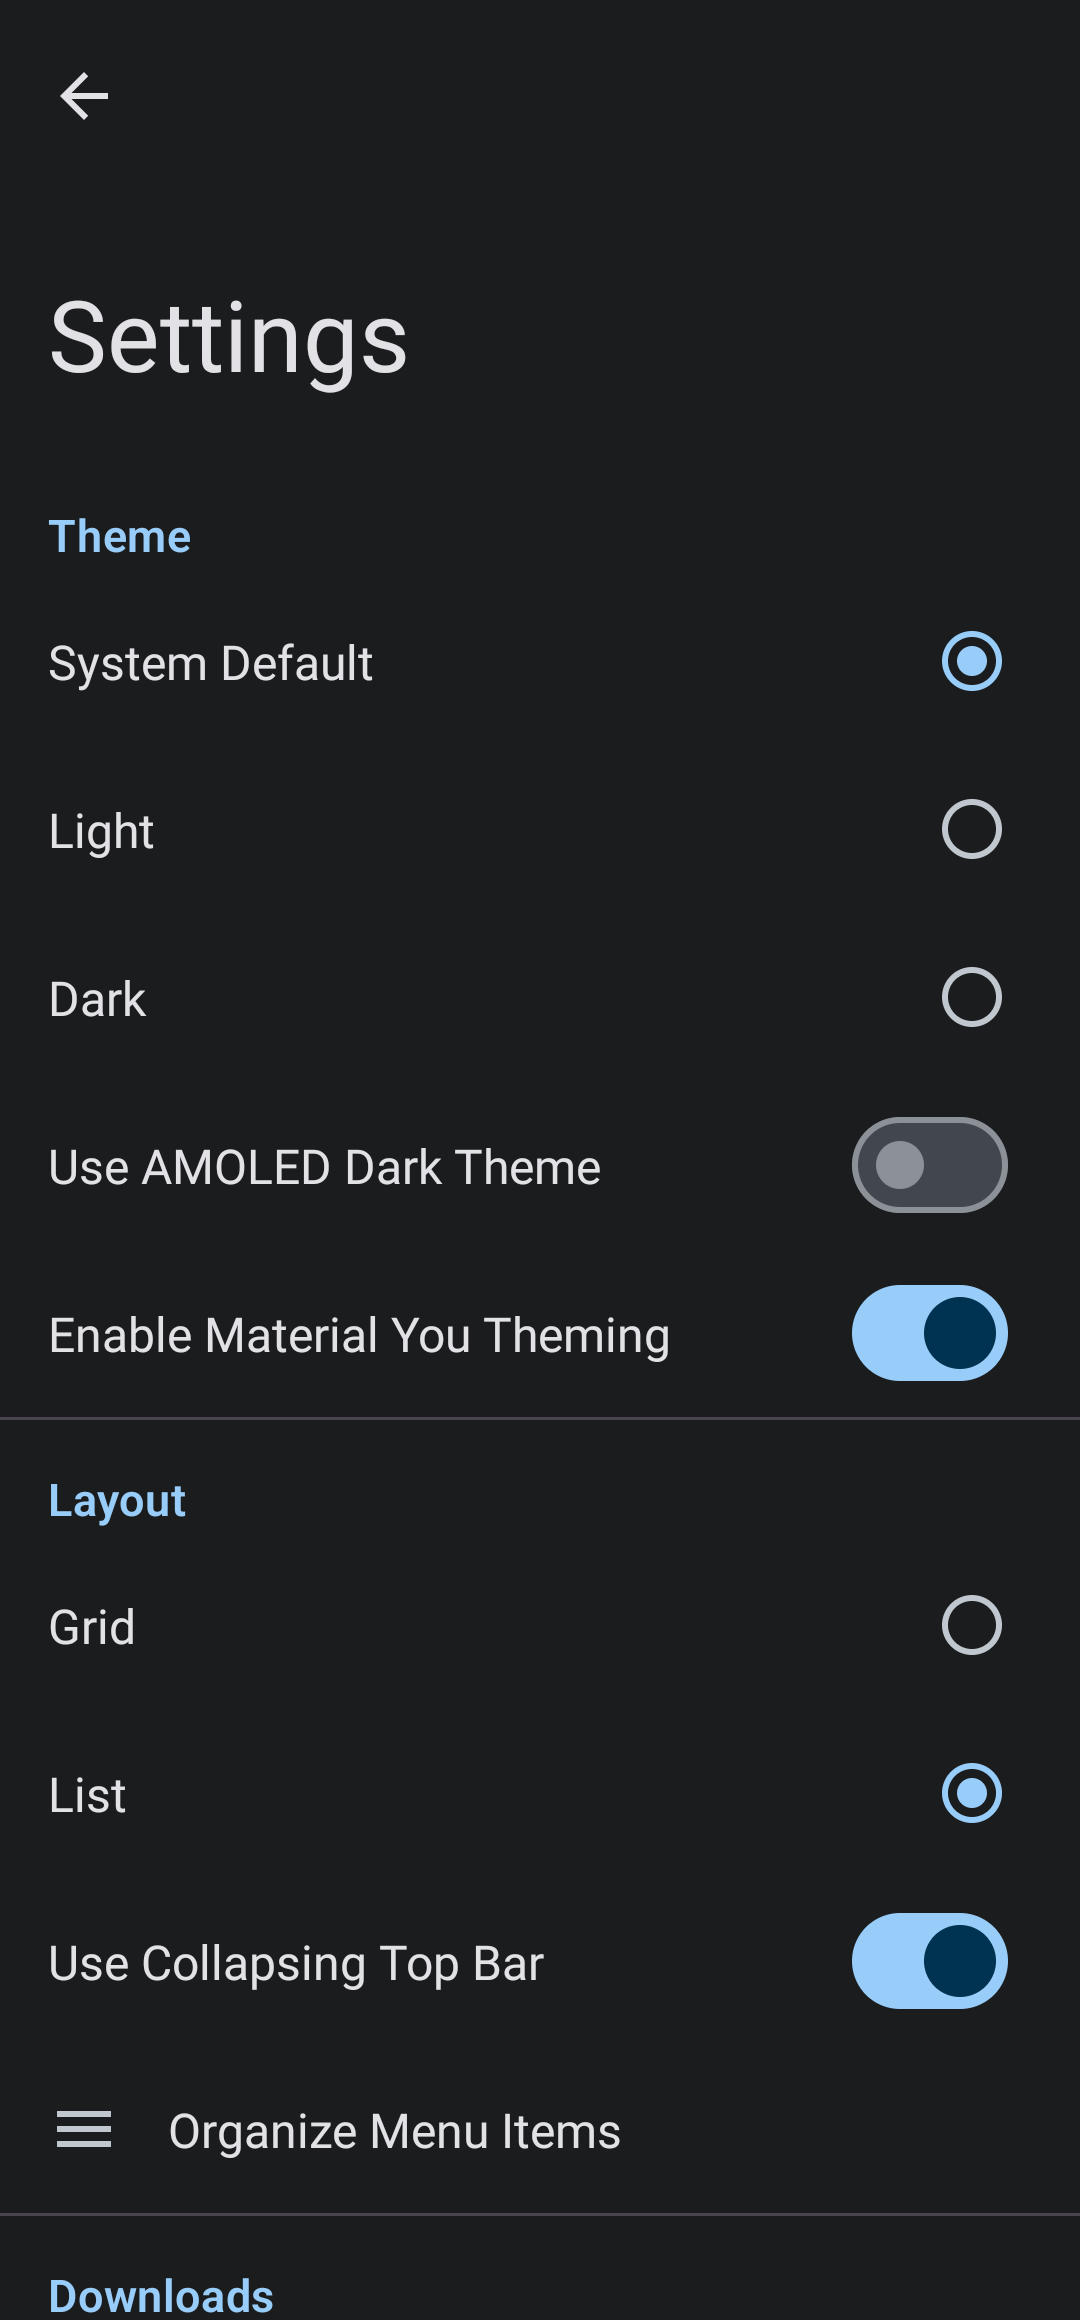 Settings
Theme
System Default
Light
Dark
Use AMOLED Dark Theme
Enable Material You Theming
Layout
Grid
List
Use Collapsing Top Bar
Organize Menu Items
Downloads